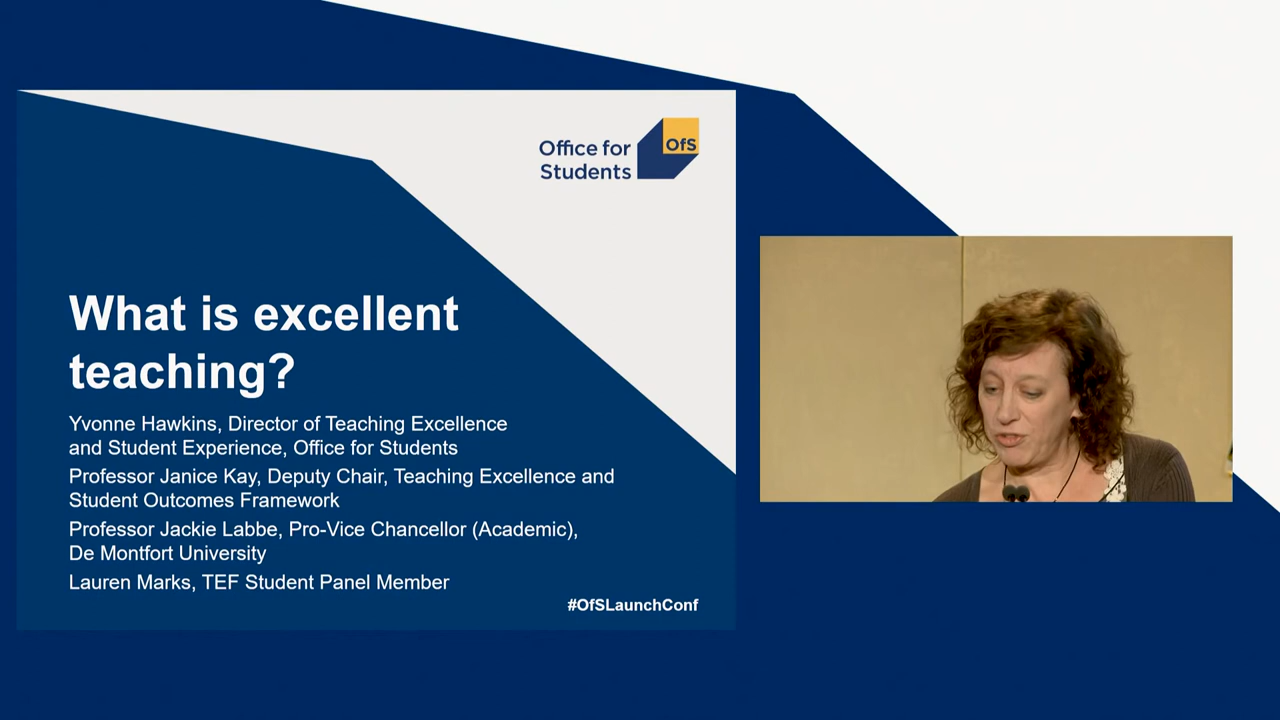 Office for
Students
OfS
What is excellent
teaching?
Yvonne Hawkins, Director of Teaching Excellence
and Student Experience, Office for Students
Professor Janice Kay, Deputy Chair, Teaching Excellence and
Student Outcomes Framework
Professor Jackie Labbe, Pro-Vice Chancellor (Academic),
De Montfort University
Lauren Marks, TEF Student Panel Member
#OfSLaunchConf